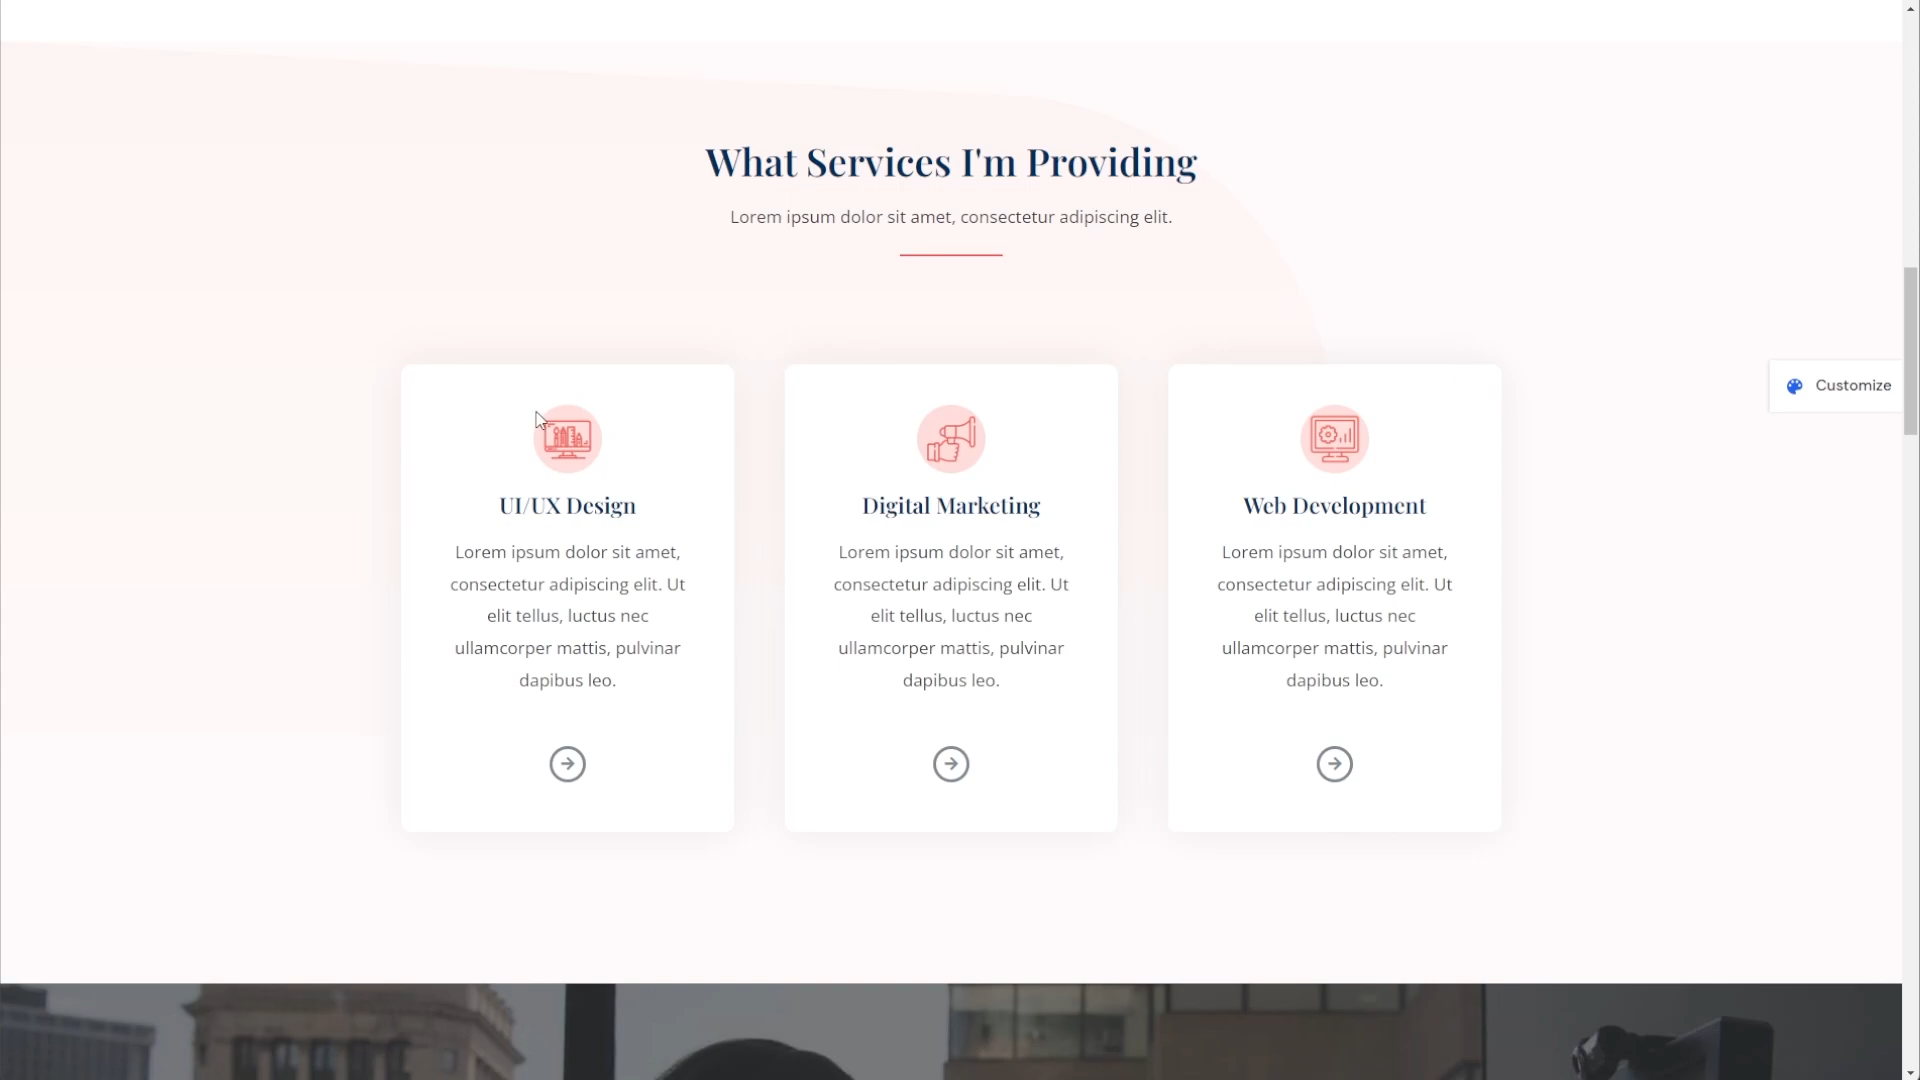 What Services I'm Providing
Lorem ipsum dolor sit amet, consectetur adipiscing elit.
Customize
UI/UX Design
Lorem ipsum dolor sit amet,
consectetur adipiscing elit. Ut
elit tellus, luctus nec
ullamcorper mattis, pulvinar
dapibus leo.
Digital Marketing
Lorem ipsum dolor sit amet,
consectetur adipiscing elit. Ut
elit tellus, luctus nec
ullamcorper mattis, pulvinar
dapibus leo.
Web Development
Lorem ipsum dolor sit amet,
consectetur adipiscing elit. Ut
elit tellus, luctus nec
ullamcorper mattis, pulvinar
dapibus leo.